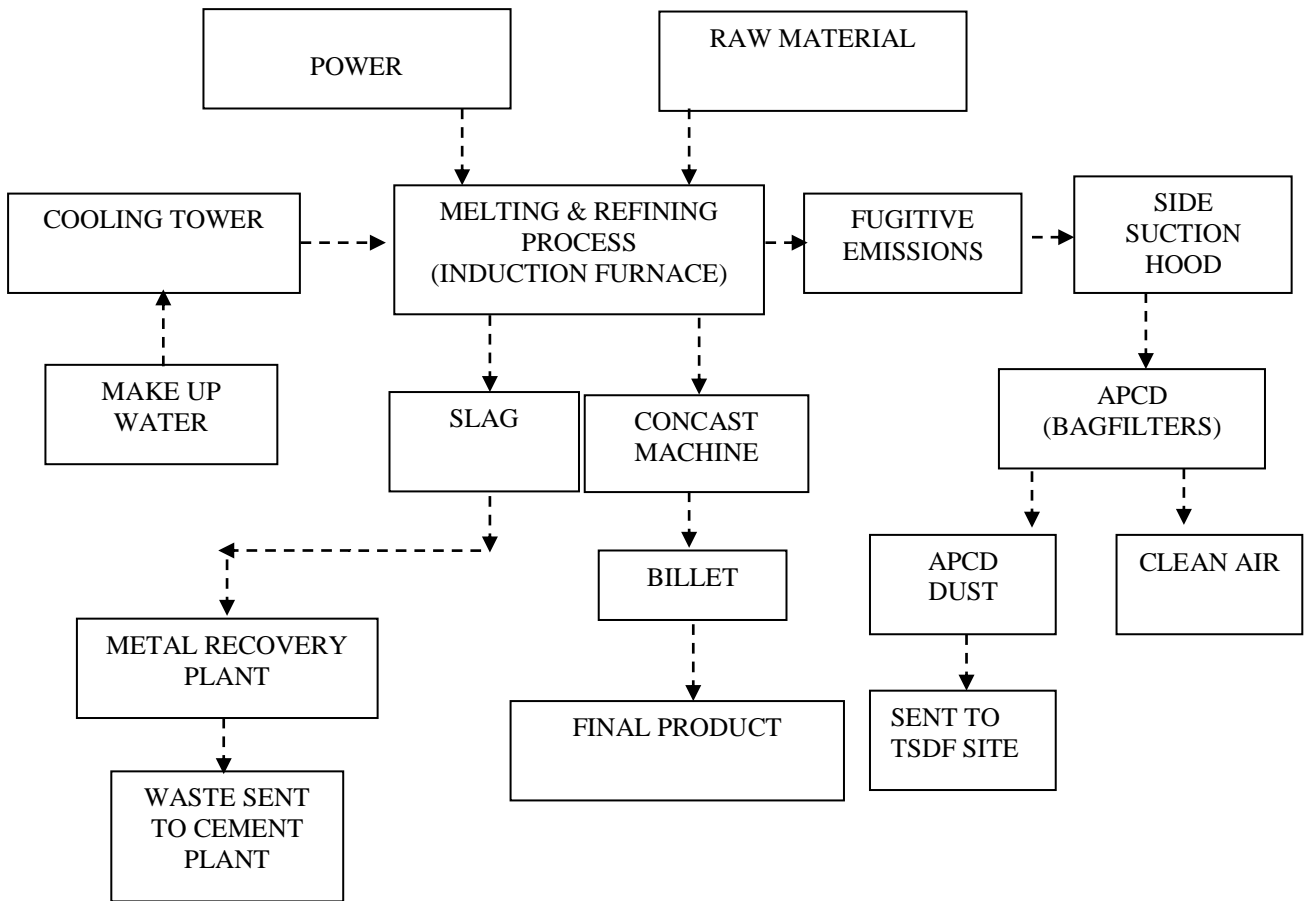 POWER
RAW MATERIAL
COOLING TOWER
MELTING & REFINING
PROCESS
(INDUCTION FURNACE)
FUGITIVE
EMISSIONS
SIDE
SUCTION
HOOD
MAKE UP
WATER
SLAG
CONCAST
MACHINE
APCD
(BAGFILTERS)
BILLET
APCD
DUST
CLEAN AIR
METAL RECOVERY
PLANT
FINAL PRODUCT
SENT TO
TSDF SITE
WASTE SENT
TO CEMENT
PLANT